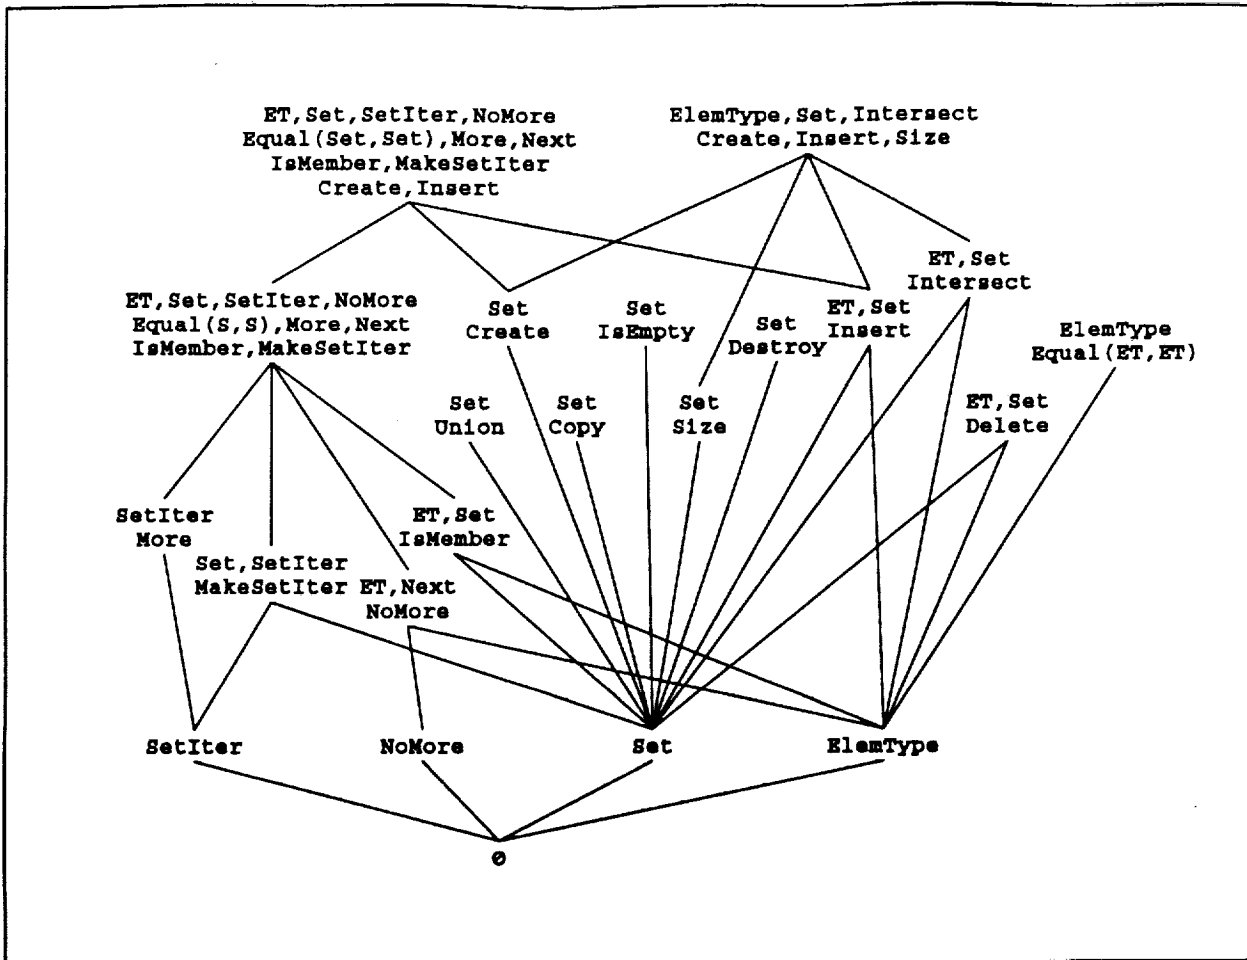 ET,Set,SetIter,NoMore
Equal(Set,Set),More,Next
IsMember,MakeSetIter
Create,Insert
ElemType,Set,Intersect
Create,Insert,Size
ET,Set
Intersect
ET,Set,SetIter,NoMore
Equal(S,S),More,Next
IsMember,MakeSetIter
Set
Create
Set
IsEmpty
Set
Destroy
ET,Set
Insert
ElemType
Equal(ET,ET)
Set
Union
Set
Copy
Set
Size
ET,Set
Delete
SetIter
More
ET,Set
IsMember
Set,SetIter
MakeSetIter
ET,Next
NoMore
SetIter
NoMore
Set
ElemType
∅